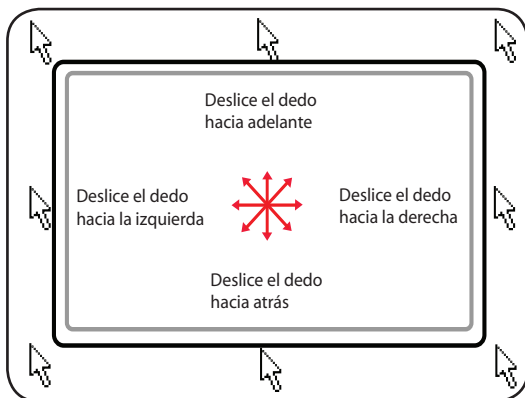 Deslice el dedo
hacia adelante
Deslice el dedo
hacia la izquierda
Deslice el dedo
hacia la derecha
Deslice el dedo
hacia atrás